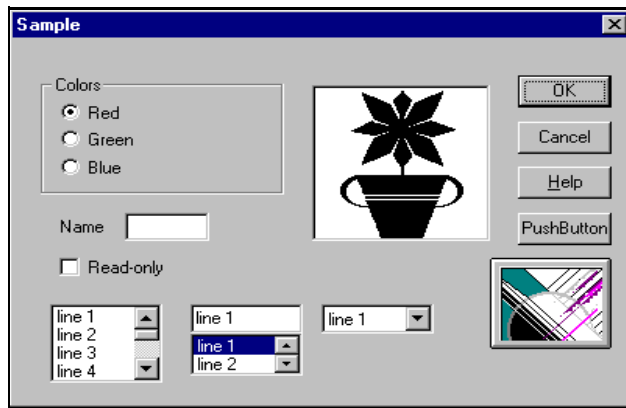 Sample
Colors
Red
Green
Blue
OK
Cancel
Help
PushButton
Name
Read-only
line 1
line 2
line 3
line 4
line 1
line 1
line 2
line 1